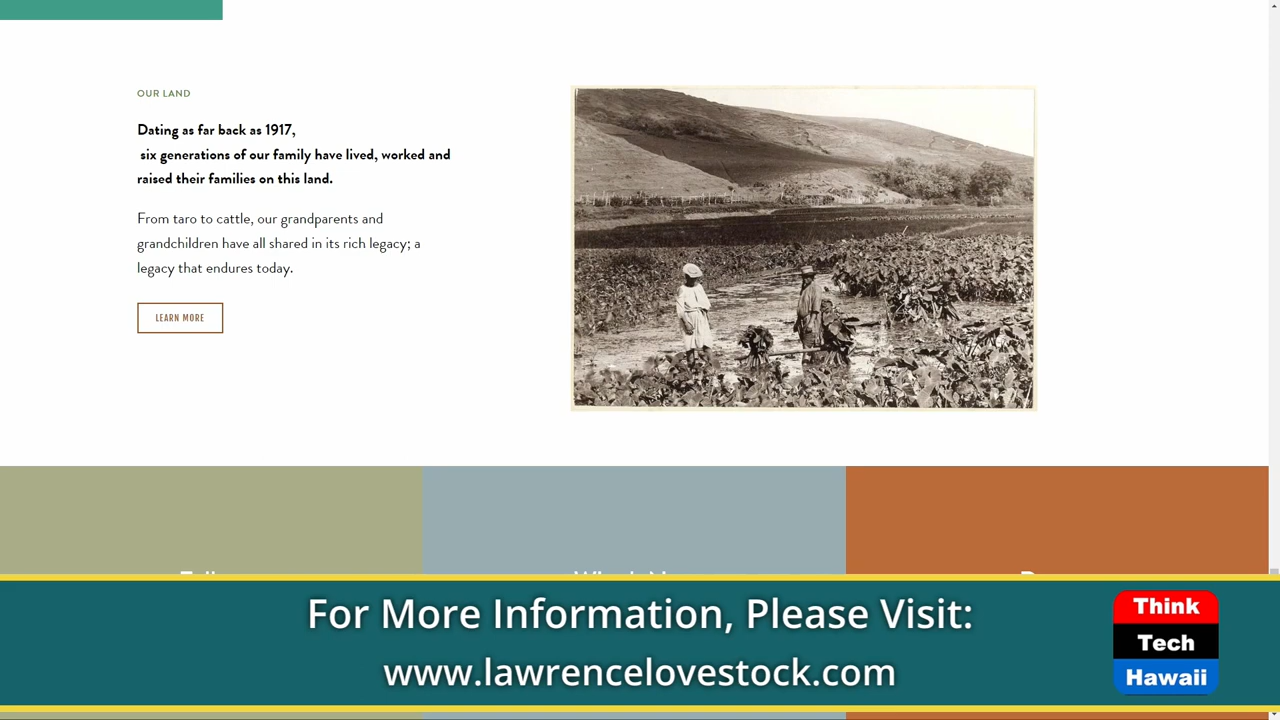 OUR LAND
Dating as far back as 1917,
six generations of our family have lived, worked and
raised their families on this land.
From taro to cattle, our grandparents and
grandchildren have all shared in its rich legacy; a
legacy that endures today.
LEARN MORE
For More Information, Please Visit:
www.lawrencelovestock.com
Think
Tech
Hawaii